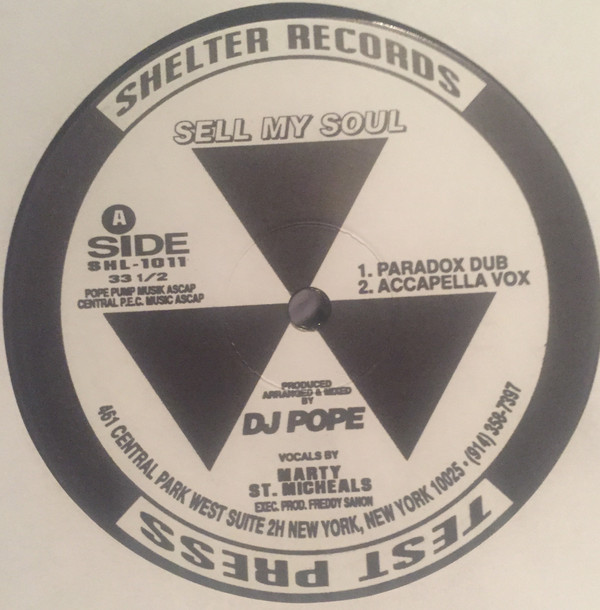 SHELTER RECORDS
SELL MY SOUL
A
SIDE
SHL-1011
33 1/2
POPE PUMP MUSIK ASCAP
CENTRAL P.E.C. MUSIC ASCAP
1. PARADOX DUB
2. ACCAPELLA VOX
PRODUCED
ARRANGED & MIXED
BY
DJ POPE
VOCALS BY
MARTY
ST. MICHEALS
EXEC. PROD. FREDDY SANON
461 CENTRAL PARK WEST SUITE 2H NEW YORK, NEW YORK 10025 • (914) 358-7397
TEST PRESS